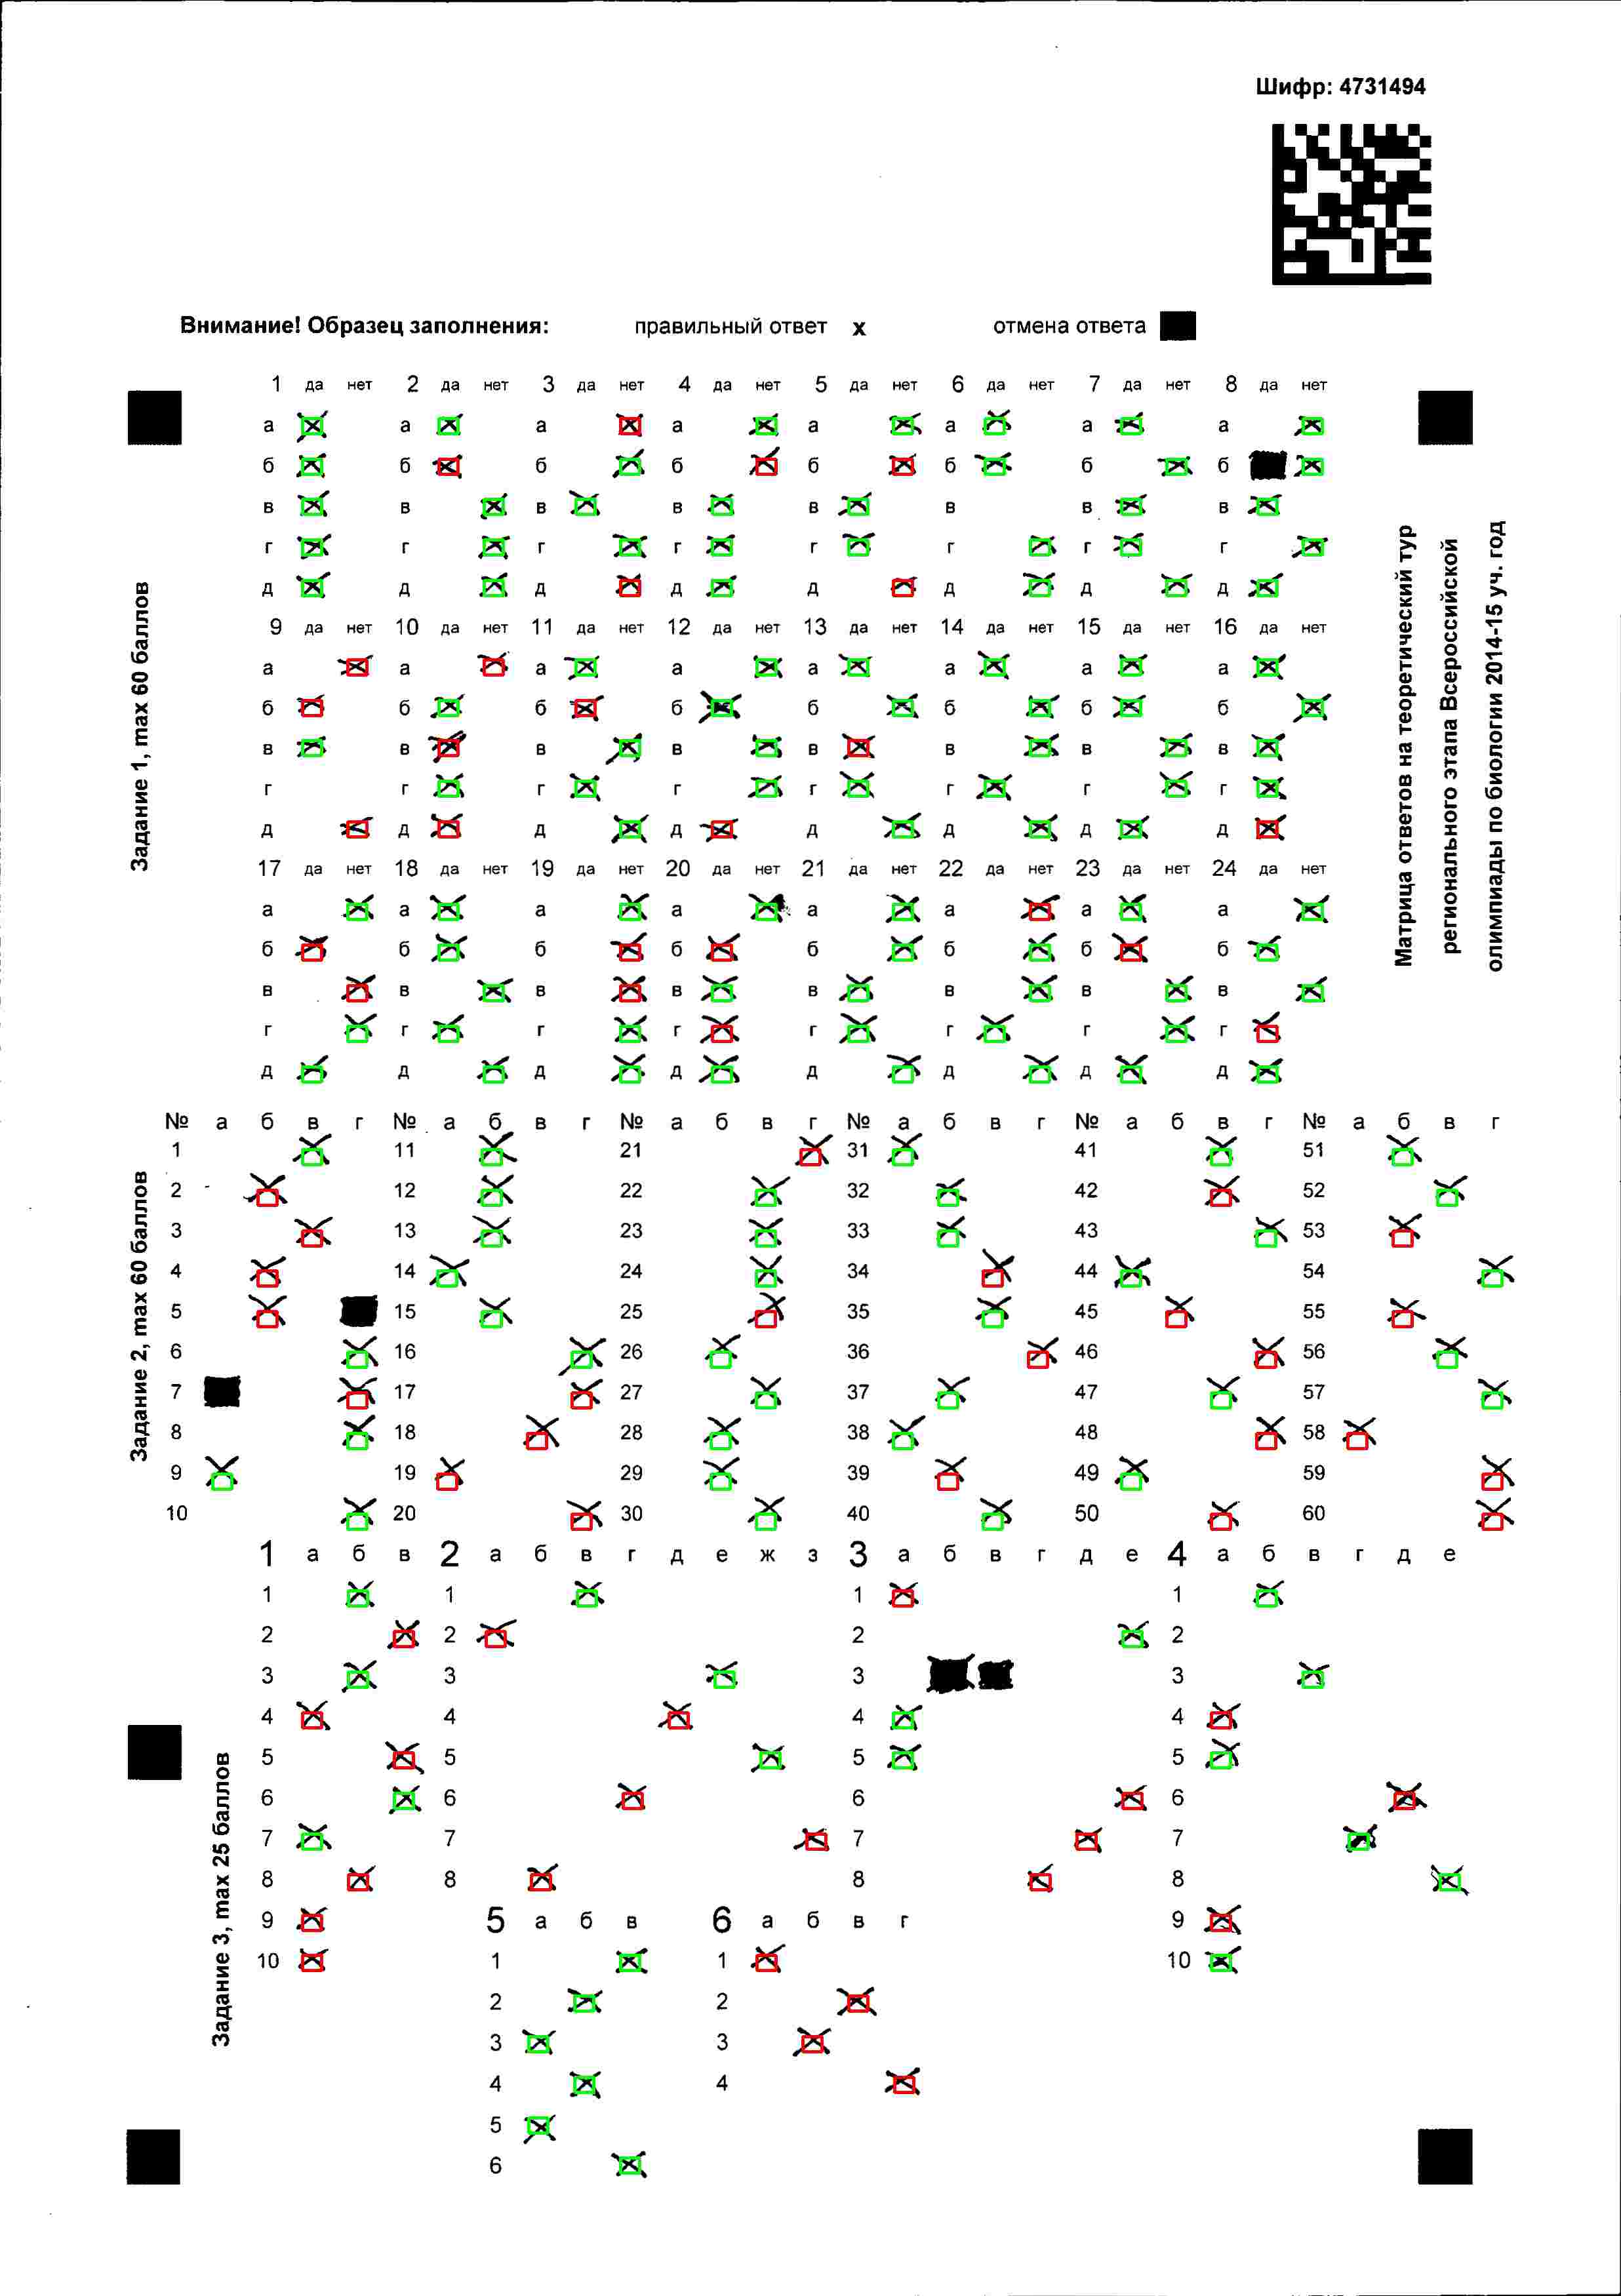 Шифр: 4731494
Внимание! Образец заполнения: правильный ответ x отмена ответа
Матрица ответов на теоретический тур
регионального этапа Всероссийской
олимпиады по биологии 2014-15 уч. год
Задание 1, max 60 баллов
1 да нет 2 да нет 3 да нет 4 да нет 5 да нет 6 да нет 7 да нет 8 да нет
а а а а а а а а
б б б б б б б б
в в в в в в в в
г г г г г г г г
д д д д д д д д
9 да нет 10 да нет 11 да нет 12 да нет 13 да нет 14 да нет 15 да нет 16 да нет
а а а а а а а а
б б б б б б б б
в в в в в в в в
г г г г г г г г
д д д д д д д д
17 да нет 18 да нет 19 да нет 20 да нет 21 да нет 22 да нет 23 да нет 24 да нет
а а а а а а а а
б б б б б б б б
в в в в в в в в
г г г г г г г г
д д д д д д д д
Задание 2, max 60 баллов
№ а б в г № а б в г № а б в г № а б в г № а б в г № а б в г
1 11 21 31 41 51
2 12 22 32 42 52
3 13 23 33 43 53
4 14 24 34 44 54
5 15 25 35 45 55
6 16 26 36 46 56
7 17 27 37 47 57
8 18 28 38 48 58
9 19 29 39 49 59
10 20 30 40 50 60
Задание 3, max 25 баллов
1 а б в 2 а б в г д е ж з 3 а б в г д е 4 а б в г д е
1 1 1 1
2 2 2 2
3 3 3 3
4 4 4 4
5 5 5 5
6 6 6 6
7 7 7 7
8 8 8 8
9 5 а б в 6 а б в г 9
10 1 1 10
2 2
3 3
4 4
5
6